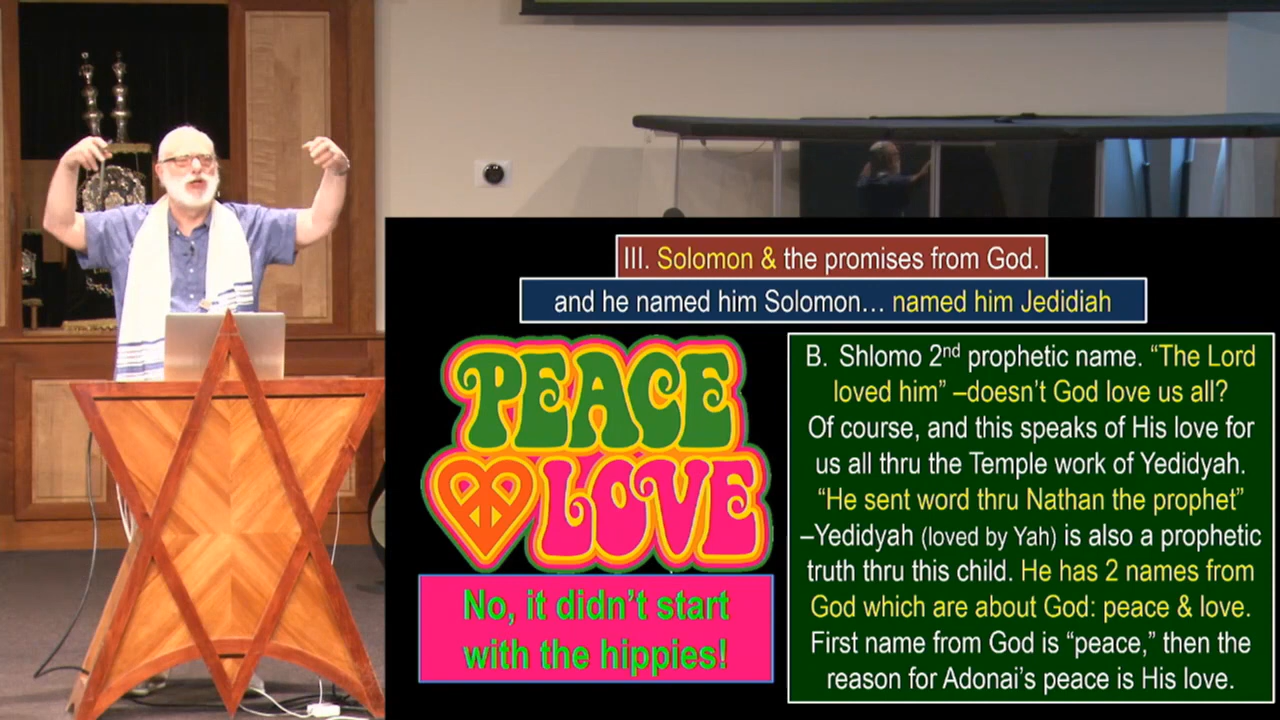 III. Solomon & the promises from God.
and he named him Solomon… named him Jedidiah
PEACE
LOVE
No, it didn’t start
with the hippies!
B. Shlomo 2nd prophetic name. “The Lord
loved him” –doesn’t God love us all?
Of course, and this speaks of His love for
us all thru the Temple work of Yedidyah.
“He sent word thru Nathan the prophet”
–Yedidyah (loved by Yah) is also a prophetic
truth thru this child. He has 2 names from
God which are about God: peace & love.
First name from God is “peace,” then the
reason for Adonai’s peace is His love.